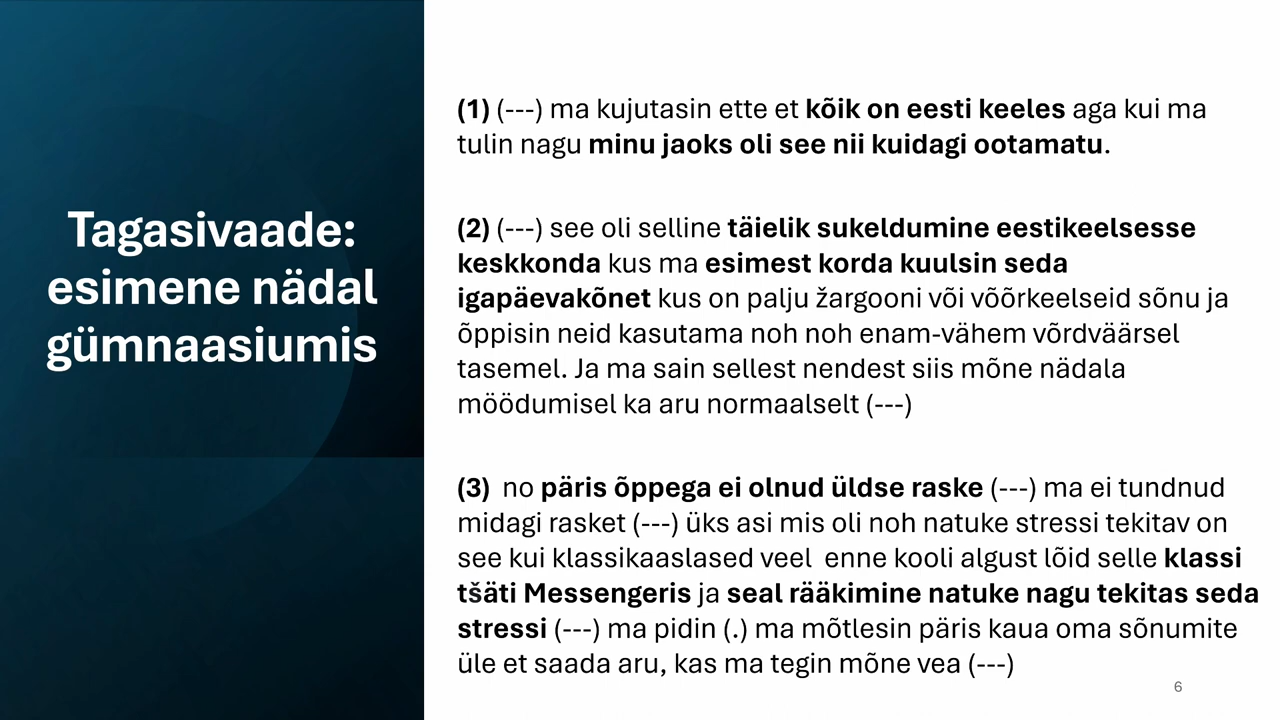 Tagasivaade:
esimene nädal
gümnaasiumis
(1) (---) ma kujutasin ette et kõik on eesti keeles aga kui ma
tulin nagu minu jaoks oli see nii kuidagi ootamatu.
(2) (---) see oli selline täielik sukeldumine eestikeelsesse
keskkonda kus ma esimest korda kuulsin seda
igapäevakõnet kus on palju žargooni või võõrkeelseid sõnu ja
õppisin neid kasutama noh noh enam-vähem võrdväärsel
tasemel. Ja ma sain sellest nendest siis mõne nädala
möödumisel ka aru normaalselt (---)
(3) no päris õppega ei olnud üldse raske (---) ma ei tundnud
midagi rasket (---) üks asi mis oli noh natuke stressi tekitav on
see kui klassikaaslased veel enne kooli algust lõid selle klassi
tšäti Messengeris ja seal rääkimine natuke nagu tekitas seda
stressi (---) ma pidin (.) ma mõtlesin päris kaua oma sõnumite
üle et saada aru, kas ma tegin mõne vea (---)
6